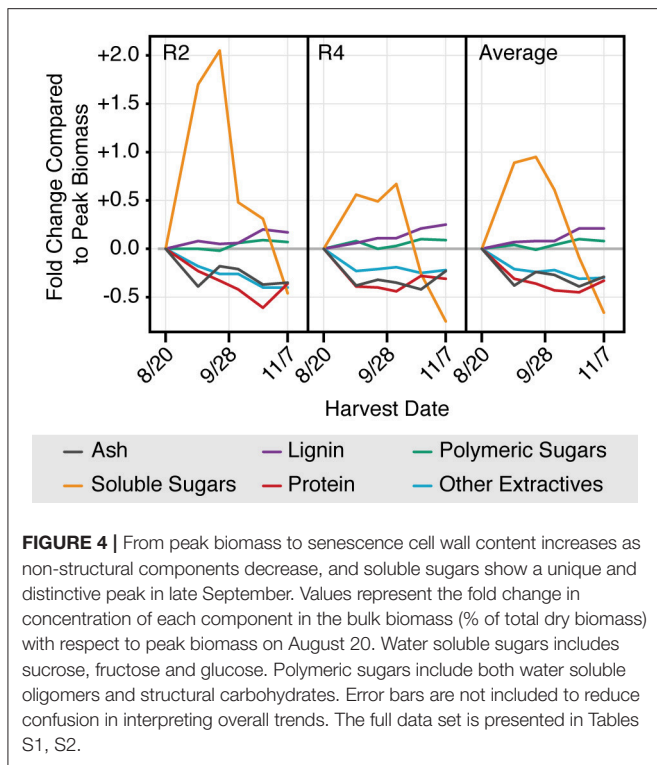 R2
R4
Average
+2.0
+1.5
+1.0
+0.5
0.0
-0.5
Fold Change Compared
to Peak Biomass
8/20
9/28
11/7
8/20
9/28
11/7
8/20
9/28
11/7
Harvest Date
Ash
Lignin
Polymeric Sugars
Soluble Sugars
Protein
Other Extractives
FIGURE 4 | From peak biomass to senescence cell wall content increases as
non-structural components decrease, and soluble sugars show a unique and
distinctive peak in late September. Values represent the fold change in
concentration of each component in the bulk biomass (% of total dry biomass)
with respect to peak biomass on August 20. Water soluble sugars includes
sucrose, fructose and glucose. Polymeric sugars include both water soluble
oligomers and structural carbohydrates. Error bars are not included to reduce
confusion in interpreting overall trends. The full data set is presented in Tables
S1, S2.